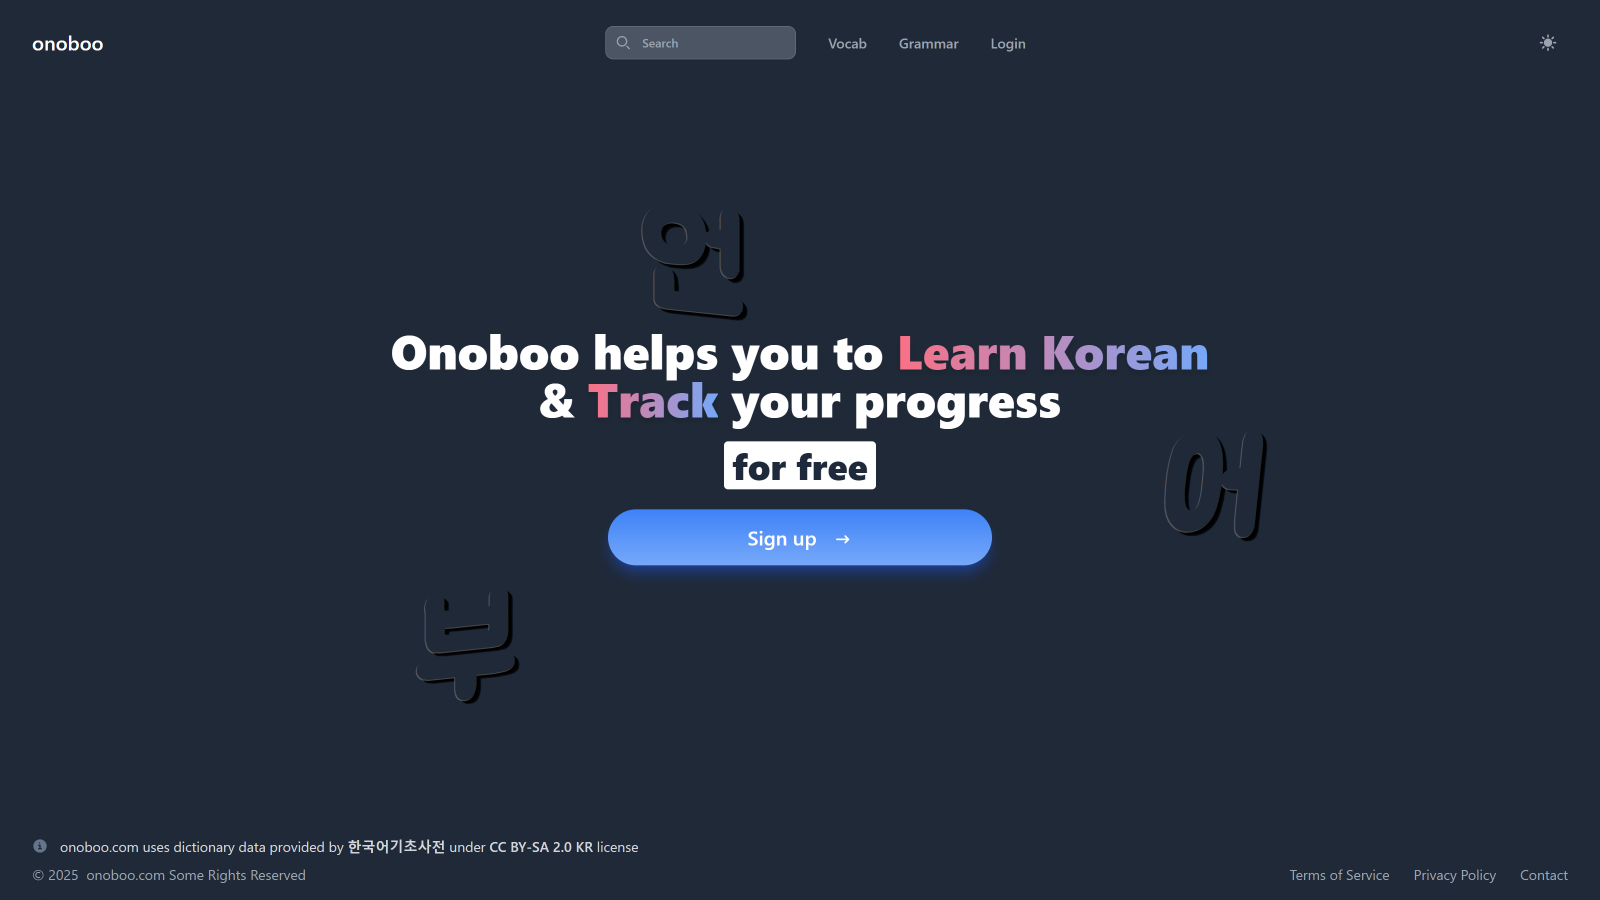 onoboo
Search
Vocab
Grammar
Login
언
Onoboo helps you to Learn Korean
& Track your progress
for free
어
Sign up →
부
onoboo.com uses dictionary data provided by 한국어기초사전 under CC BY-SA 2.0 KR license
© 2025 onoboo.com Some Rights Reserved
Terms of Service
Privacy Policy
Contact